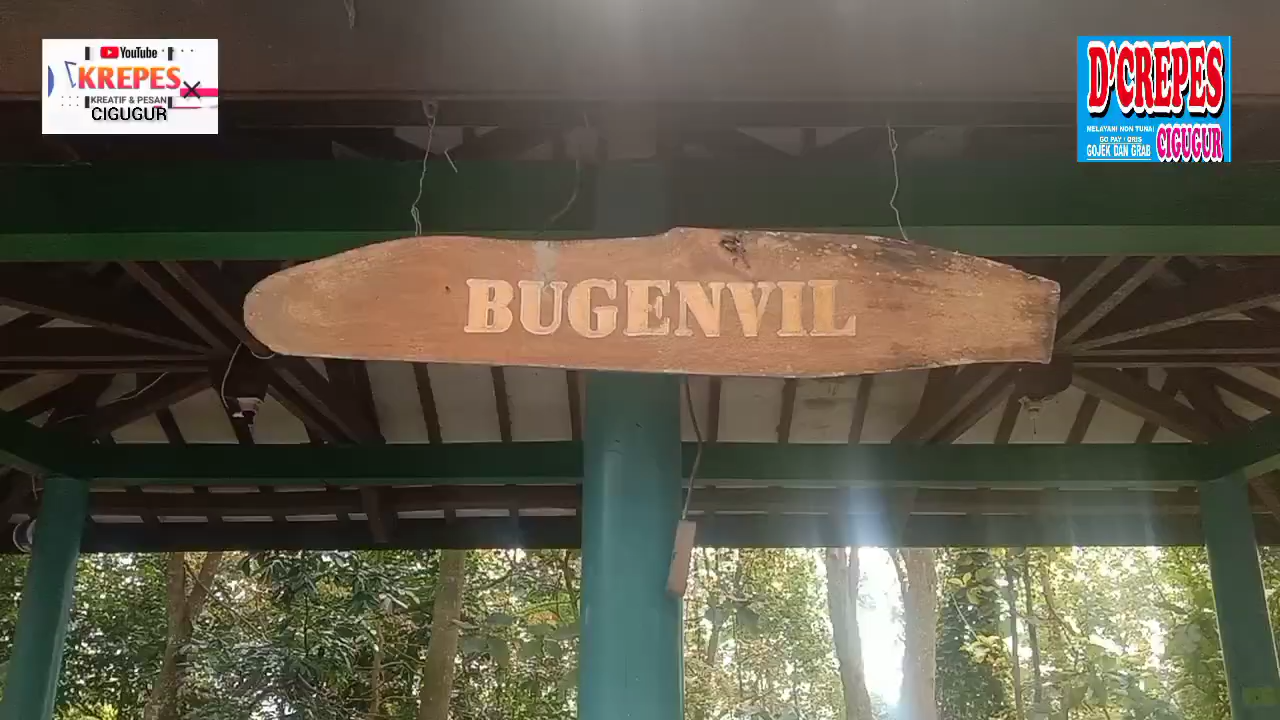 YouTube
KREPES
KREATIF & PESAN
CIGUGUR
D'CREPES
MELAYANI NON TUNAI
GO PAY / QRIS
GOJEK DAN GRAB
CIGUGUR
BUGENVIL